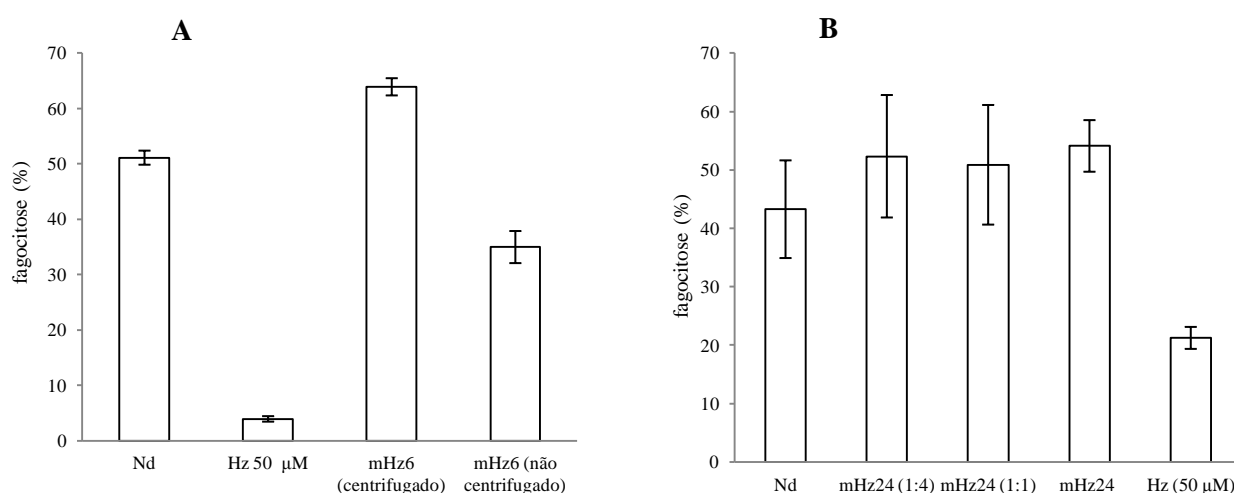 A
70
60
50
40
30
20
10
0
fagocitose (%)
Nd
Hz 50 μM
mHz6
(centrifugado)
mHz6 (não
centrifugado)
B
70
60
50
40
30
20
10
0
fagocitose (%)
Nd
mHz24 (1:4)
mHz24 (1:1)
mHz24
Hz (50 μM)